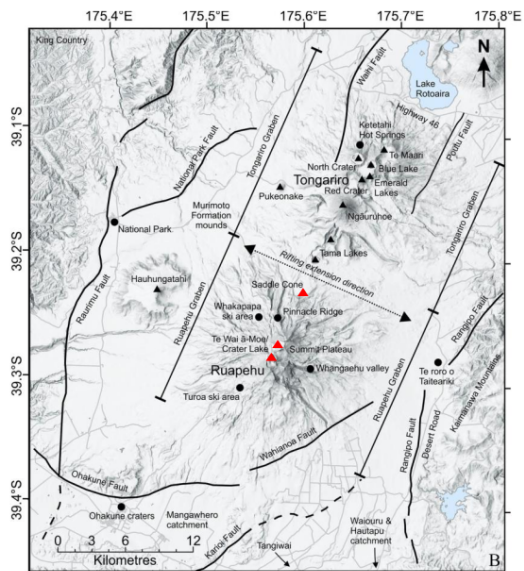 175.4°E 175.5°E 175.6°E 175.7°E 175.8°E
King Country
N
Waihi Fault
Lake
Rotoaira
39.1°S
Highway 46
Ketetahi
Hot Springs
Te Maari
North Crater
Blue Lake
Poutu Fault
Tongariro
Emerald
Lakes
Red Crater
National Park Fault
Tongariro Graben
Pukeonake
Ngāuruhoe
Murimoto
Formation
mounds
National Park
Tongariro Graben
39.2°S
Tama Lakes
Rifting extension direction
Hauhungatahi
Raurimu Fault
Saddle Cone
Whakapapa
ski area
Pinnacle Ridge
Ruapehu Graben
Rangipo Fault
Te Wai ā-Moe/
Crater Lake
Summit Plateau
39.3°S
Ruapehu
Whangaehu valley
Te roro o
Taiteariki
Turoa ski area
Ruapehu Graben
Kaimanawa Mountains
Desert Road
Rangipo Fault
Wahianoa Fault
39.4°S
Ohakune Fault
Ohakune craters
Mangawhero
catchment
Karioi Fault
Waiouru &
Hautapu
catchment
Tangiwai
0 6 12
Kilometres
B